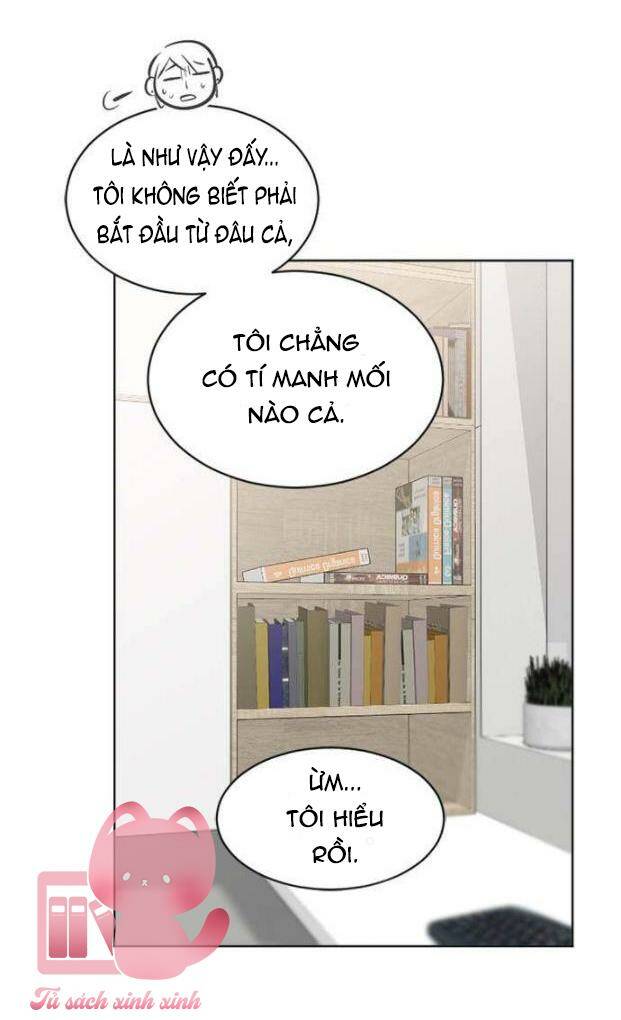 LÀ NHƯ VẬY ĐẤY...
TÔI KHÔNG BIẾT PHẢI
BẮT ĐẦU TỪ ĐÂU CẢ,
TÔI CHẲNG
CÓ TÍ MANH MỐI
NÀO CẢ.
ỪM...
TÔI HIỂU
RỒI.
Tủ sách xinh xinh